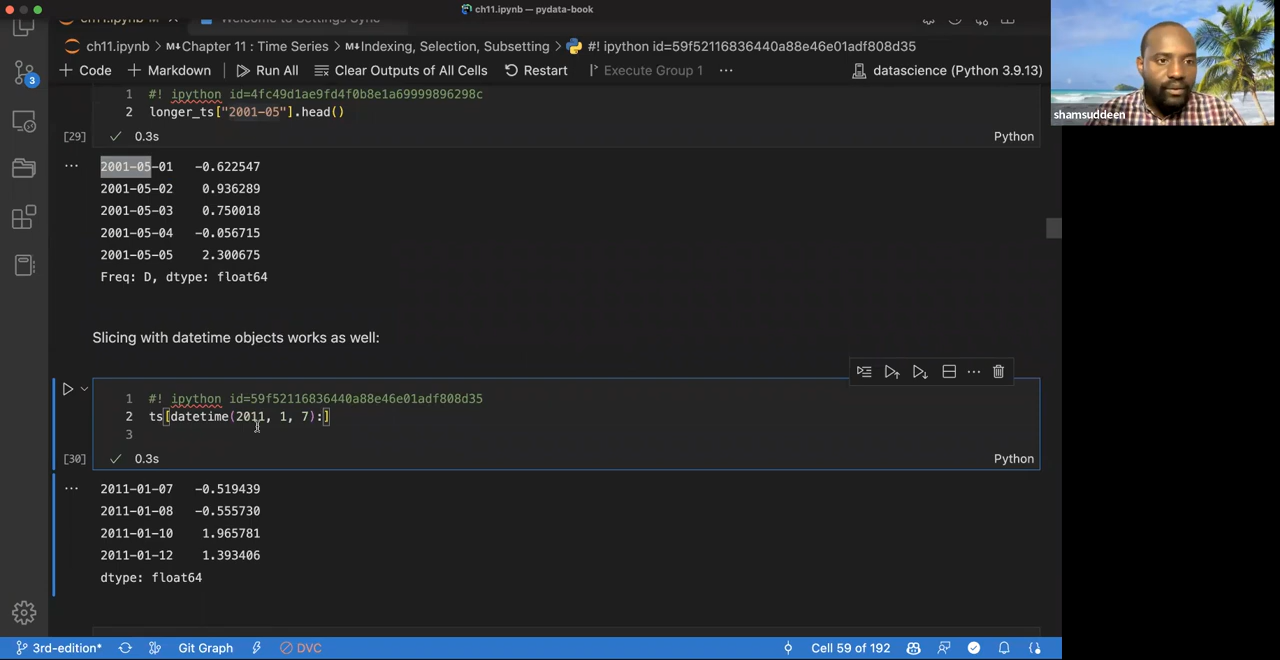 ch11.ipynb — pydata-book
ch11.ipynb M
Welcome to Settings Sync
ch11.ipynb > M↓Chapter 11 : Time Series > M↓Indexing, Selection, Subsetting > #! ipython id=59f52116836440a88e46e01adf808d35
+ Code + Markdown Run All Clear Outputs of All Cells Restart Execute Group 1 ... datascience (Python 3.9.13)
shamsuddeen
3
1 #! ipython id=4fc49d1ae9fd4f0b8e1a69999896298c
2 longer_ts["2001-05"].head()
[29] ✓ 0.3s Python
... 2001-05-01 -0.622547
2001-05-02 0.936289
2001-05-03 0.750018
2001-05-04 -0.056715
2001-05-05 2.300675
Freq: D, dtype: float64
Slicing with datetime objects works as well:
...
1 #! ipython id=59f52116836440a88e46e01adf808d35
2 ts[datetime(2011, 1, 7):]
3
[30] ✓ 0.3s Python
... 2011-01-07 -0.519439
2011-01-08 -0.555730
2011-01-10 1.965781
2011-01-12 1.393406
dtype: float64
3rd-edition* Git Graph DVC Cell 59 of 192